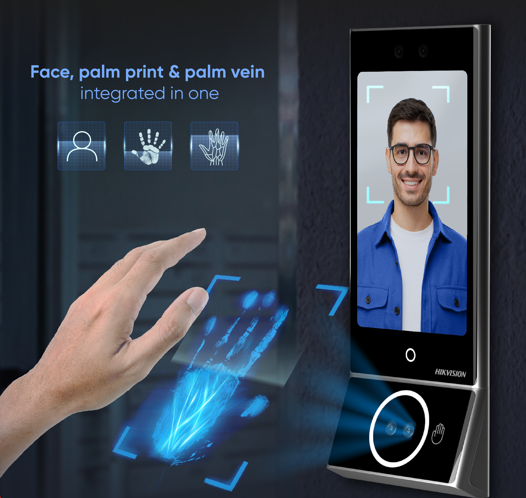 Face, palm print & palm vein
integrated in one
HIKVISION